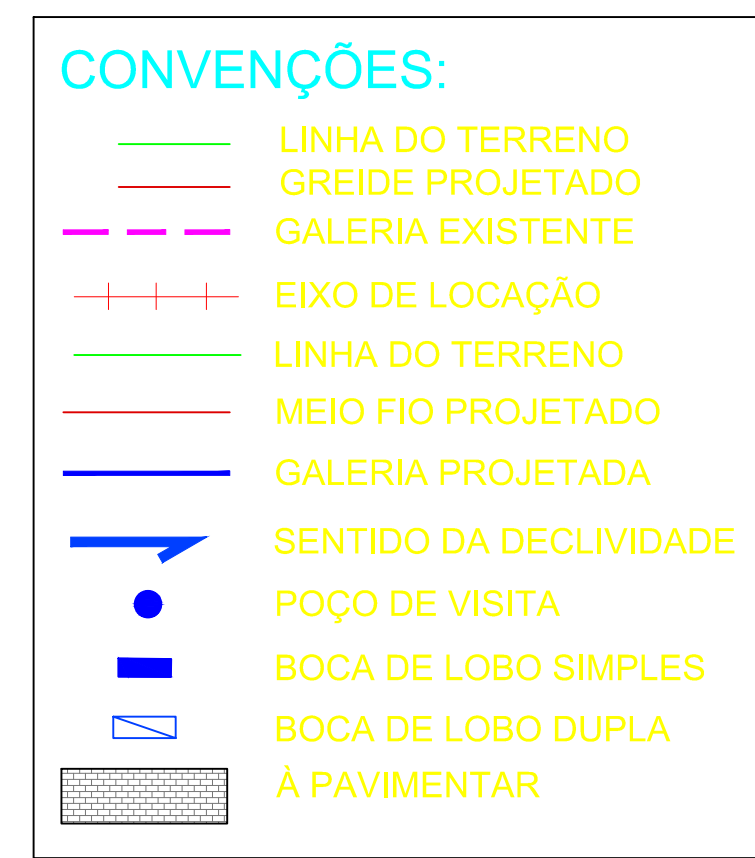 CONVENÇÕES:
LINHA DO TERRENO
GREIDE PROJETADO
GALERIA EXISTENTE
EIXO DE LOCAÇÃO
LINHA DO TERRENO
MEIO FIO PROJETADO
GALERIA PROJETADA
SENTIDO DA DECLIVIDADE
POÇO DE VISITA
BOCA DE LOBO SIMPLES
BOCA DE LOBO DUPLA
À PAVIMENTAR